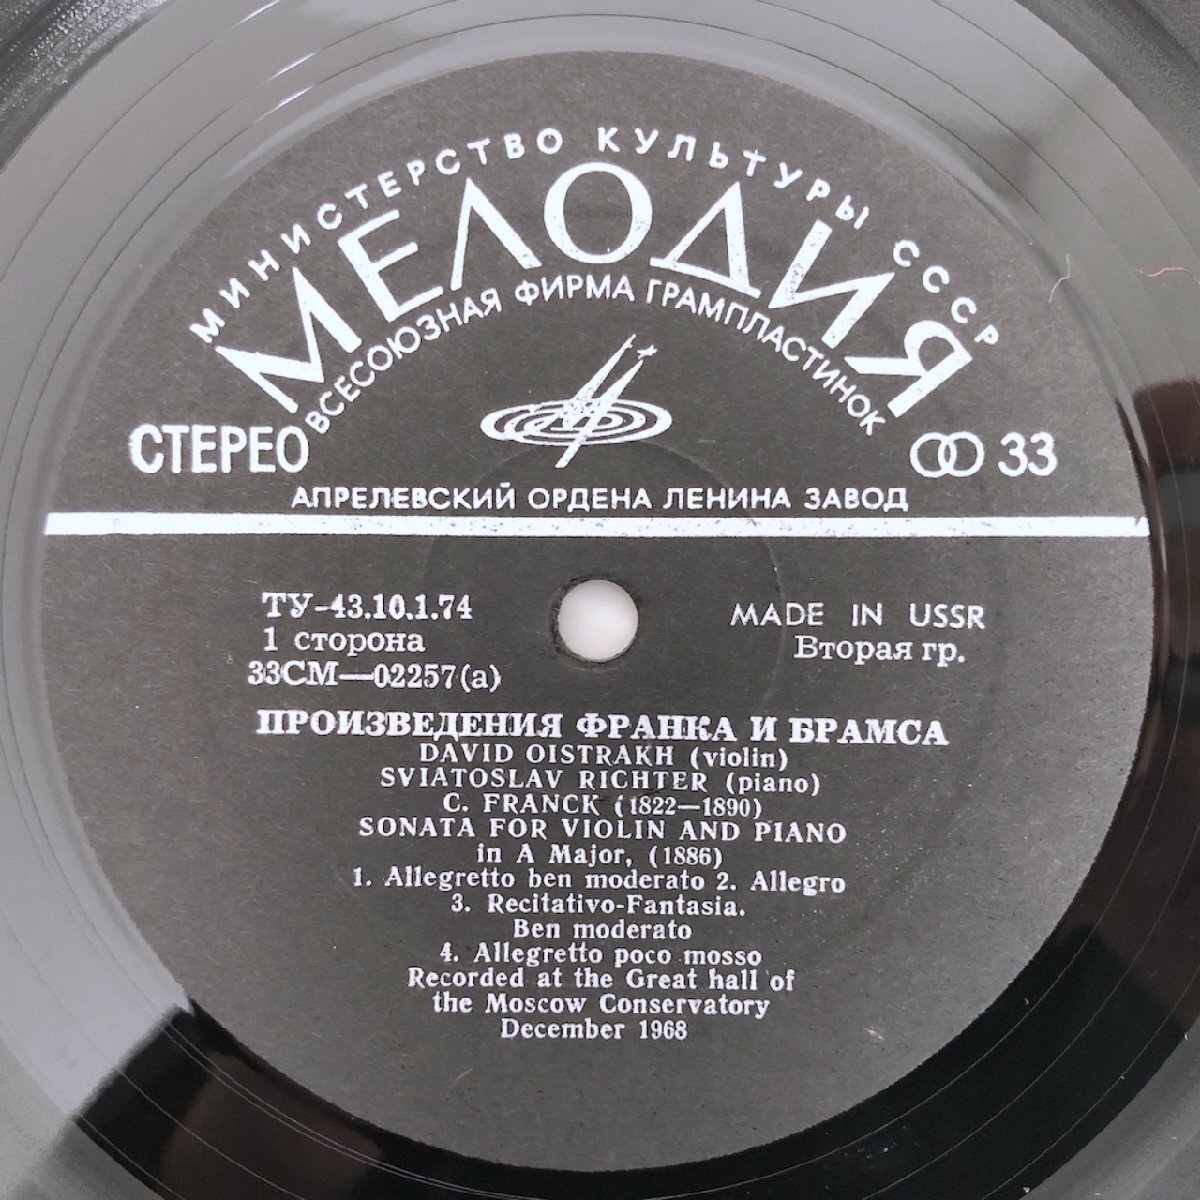 МИНИСТЕРСТВО КУЛЬТУРЫ СССР
МЕЛОДИЯ
ВСЕСОЮЗНАЯ ФИРМА ГРАМПЛАСТИНОК
СТЕРЕО 33
АПРЕЛЕВСКИЙ ОРДЕНА ЛЕНИНА ЗАВОД
ТУ-43.10.1.74
1 сторона
33СМ—02257(а)
MADE IN USSR
Вторая гр.
ПРОИЗВЕДЕНИЯ ФРАНКА И БРАМСА
DAVID OISTRAKH (violin)
SVIATOSLAV RICHTER (piano)
C. FRANCK (1822—1890)
SONATA FOR VIOLIN AND PIANO
in A Major, (1886)
1. Allegretto ben moderato 2. Allegro
3. Recitativo-Fantasia.
Ben moderato
4. Allegretto poco mosso
Recorded at the Great hall of
the Moscow Conservatory
December 1968